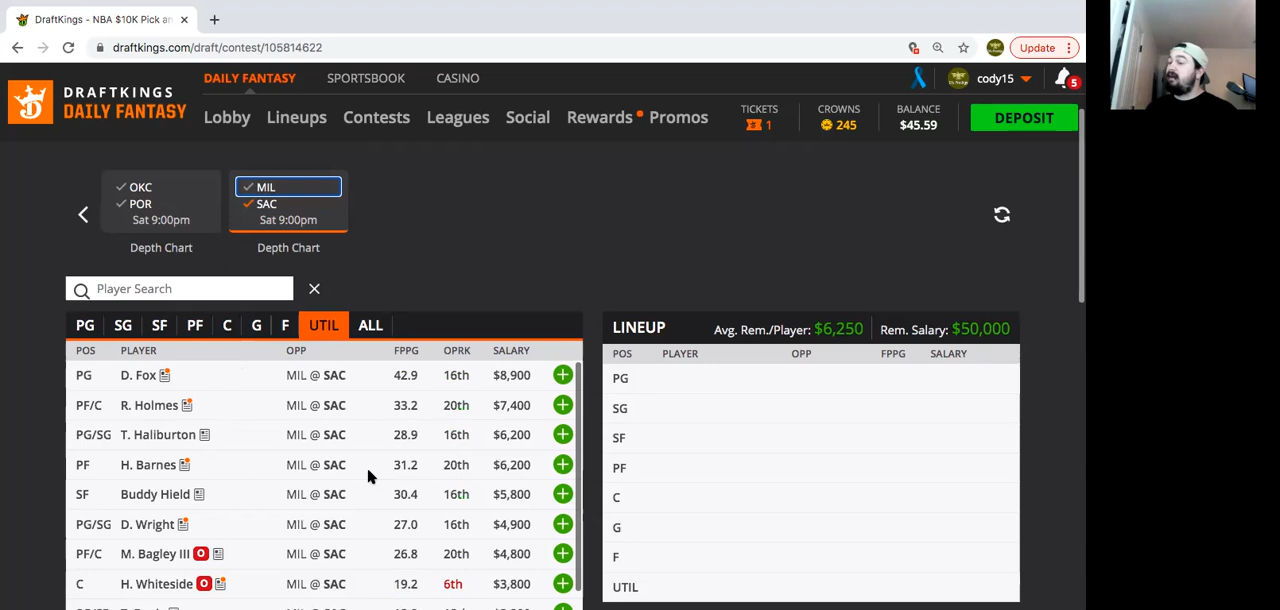 DraftKings - NBA $10K Pick an
draftkings.com/draft/contest/105814622
Update
DRAFTKINGS
DAILY FANTASY
DAILY FANTASY SPORTSBOOK CASINO
cody15
5
Lobby Lineups Contests Leagues Social Rewards Promos
TICKETS
1
CROWNS
245
BALANCE
$45.59
DEPOSIT
OKC
POR
Sat 9:00pm
Depth Chart
MIL
SAC
Sat 9:00pm
Depth Chart
Player Search
PG SG SF PF C G F UTIL ALL
POS PLAYER OPP FPPG OPRK SALARY
PG D. Fox MIL @ SAC 42.9 16th $8,900
PF/C R. Holmes MIL @ SAC 33.2 20th $7,400
PG/SG T. Haliburton MIL @ SAC 28.9 16th $6,200
PF H. Barnes MIL @ SAC 31.2 20th $6,200
SF Buddy Hield MIL @ SAC 30.4 16th $5,800
PG/SG D. Wright MIL @ SAC 27.0 16th $4,900
PF/C M. Bagley III O MIL @ SAC 26.8 20th $4,800
C H. Whiteside O MIL @ SAC 19.2 6th $3,800
LINEUP Avg. Rem./Player: $6,250 Rem. Salary: $50,000
POS PLAYER OPP FPPG SALARY
PG
SG
SF
PF
C
G
F
UTIL